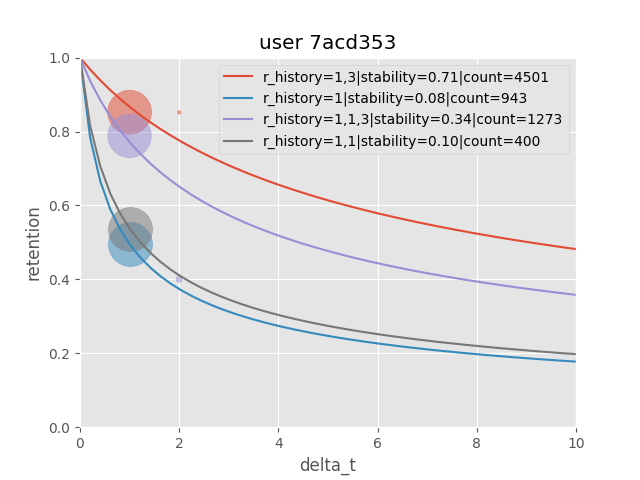 user 7acd353
r_history=1,3|stability=0.71|count=4501
r_history=1|stability=0.08|count=943
r_history=1,1,3|stability=0.34|count=1273
r_history=1,1|stability=0.10|count=400
retention
1.0
0.8
0.6
0.4
0.2
0.0
0 2 4 6 8 10
delta_t